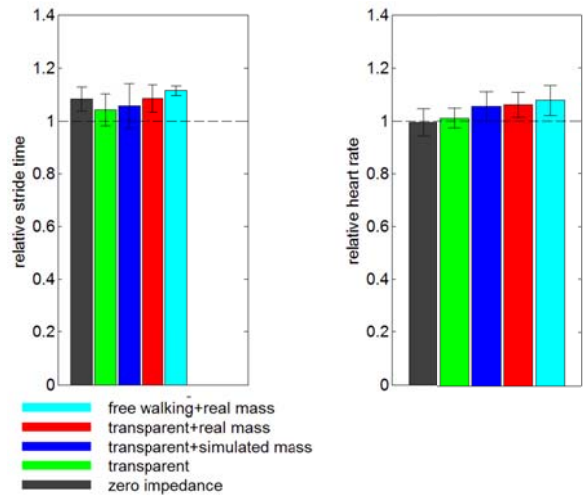 1.4
1.2
1
0.8
0.6
0.4
0.2
0
relative stride time
1.4
1.2
1
0.8
0.6
0.4
0.2
0
relative heart rate
free walking+real mass
transparent+real mass
transparent+simulated mass
transparent
zero impedance